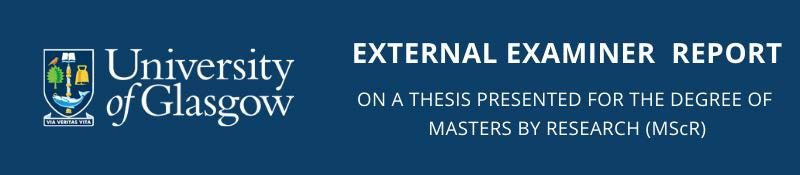 University
of Glasgow
VIA VERITAS VITA
EXTERNAL EXAMINER  REPORT
ON A THESIS PRESENTED FOR THE DEGREE OF
MASTERS BY RESEARCH (MScR)